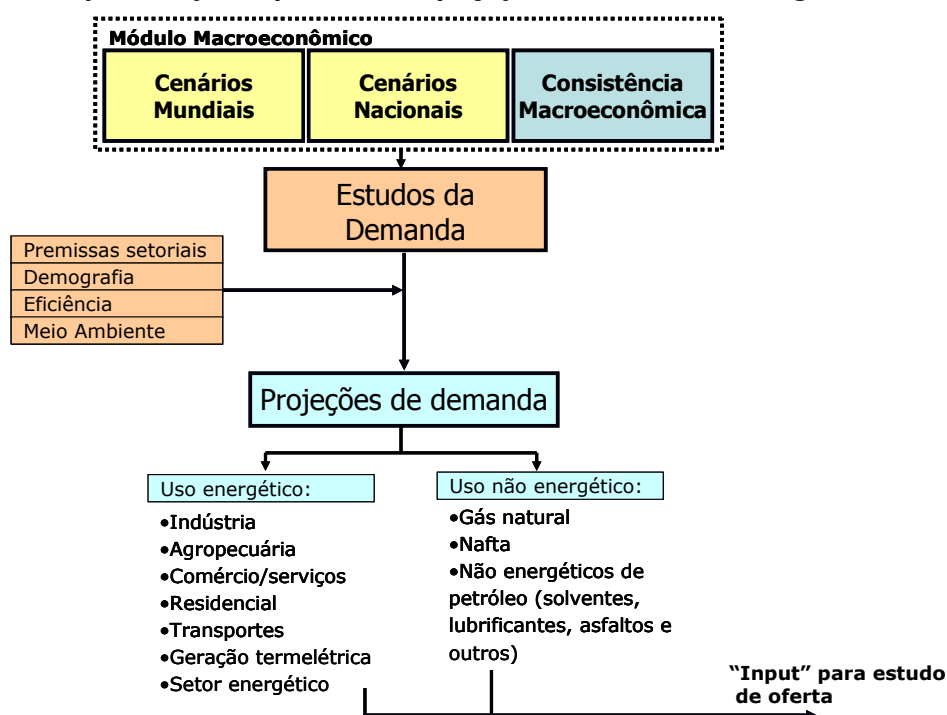 Módulo Macroeconômico
Cenários
Mundiais
Cenários
Nacionais
Consistência
Macroeconômica
Estudos da
Demanda
Premissas setoriais
Demografia
Eficiência
Meio Ambiente
Projeções de demanda
Uso energético:
•Indústria
•Agropecuária
•Comércio/serviços
•Residencial
•Transportes
•Geração termelétrica
•Setor energético
Uso não energético:
•Gás natural
•Nafta
•Não energéticos de
petróleo (solventes,
lubrificantes, asfaltos e
outros)
“Input” para estudo
de oferta